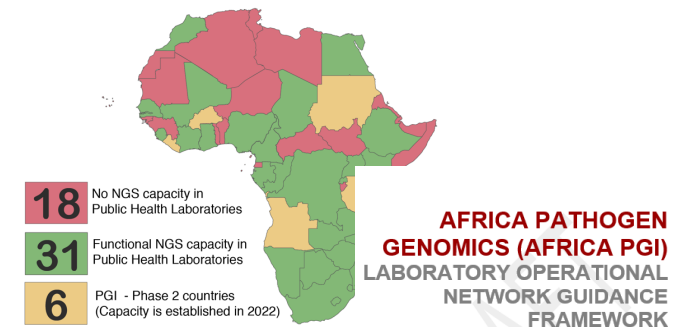 18 No NGS capacity in
Public Health Laboratories
31 Functional NGS capacity in
Public Health Laboratories
6 PGI - Phase 2 countries
(Capacity is established in 2022)
AFRICA PATHOGEN
GENOMICS (AFRICA PGI)
LABORATORY OPERATIONAL
NETWORK GUIDANCE
FRAMEWORK